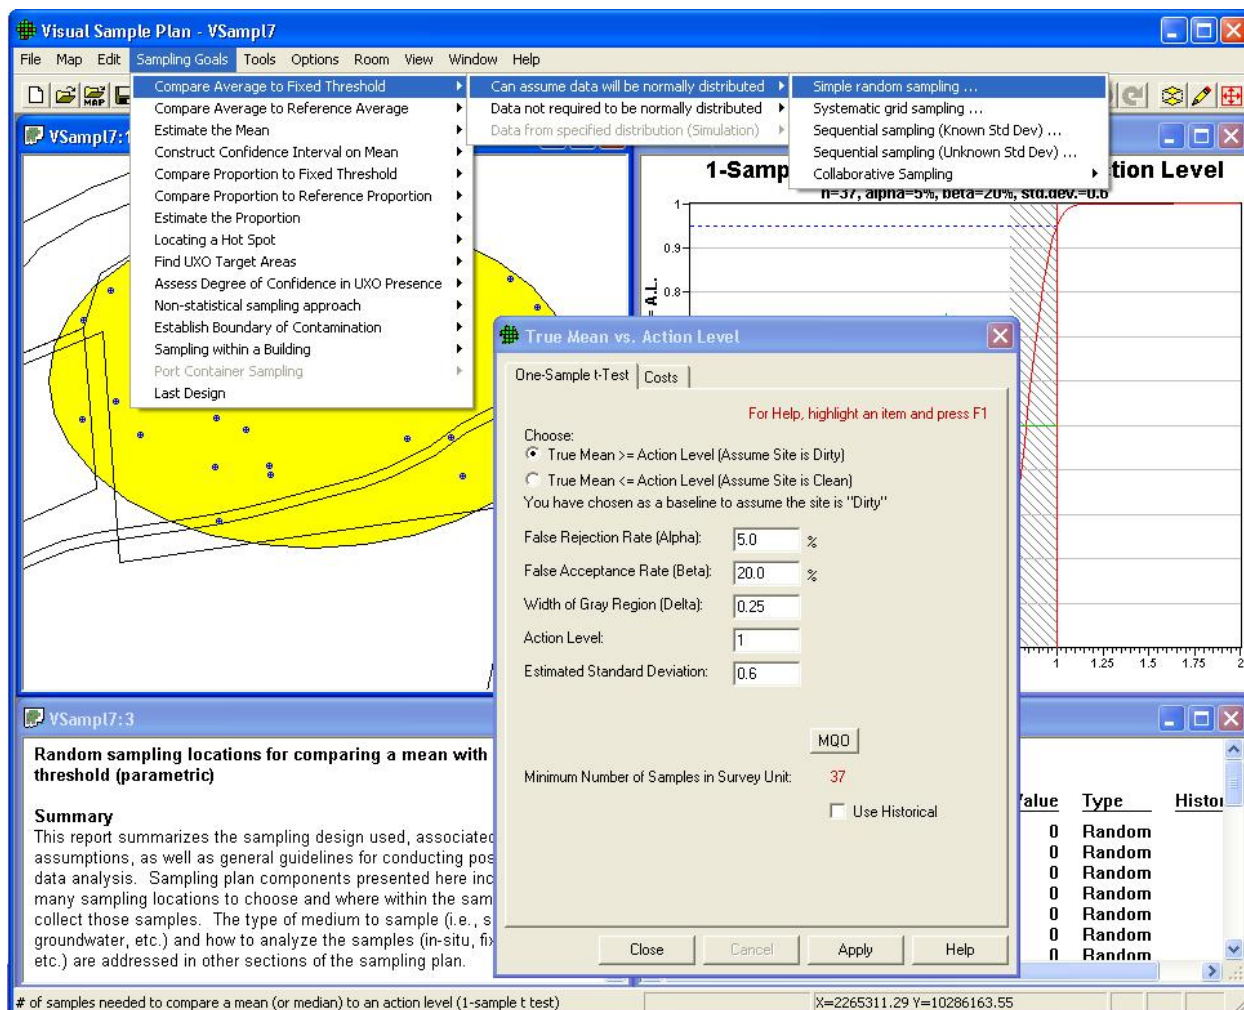 Visual Sample Plan - VSampl7
File Map Edit Sampling Goals Tools Options Room View Window Help
MAP
Compare Average to Fixed Threshold
Compare Average to Reference Average
Estimate the Mean
Construct Confidence Interval on Mean
Compare Proportion to Fixed Threshold
Compare Proportion to Reference Proportion
Estimate the Proportion
Locating a Hot Spot
Find UXO Target Areas
Assess Degree of Confidence in UXO Presence
Non-statistical sampling approach
Establish Boundary of Contamination
Sampling within a Building
Port Container Sampling
Last Design
Can assume data will be normally distributed
Data not required to be normally distributed
Data from specified distribution (Simulation)
Simple random sampling ...
Systematic grid sampling ...
Sequential sampling (Known Std Dev) ...
Sequential sampling (Unknown Std Dev) ...
Collaborative Sampling
VSampl7:1
1-Samp tion Level
n=37, alpha=5%, beta=20%, std.dev.=0.6
1
0.9
0.8
= A.L.
1 1.25 1.5 1.75 2
True Mean vs. Action Level
One-Sample t-Test Costs
For Help, highlight an item and press F1
Choose:
True Mean >= Action Level (Assume Site is Dirty)
True Mean <= Action Level (Assume Site is Clean)
You have chosen as a baseline to assume the site is "Dirty"
False Rejection Rate (Alpha): 5.0 %
False Acceptance Rate (Beta): 20.0 %
Width of Gray Region (Delta): 0.25
Action Level: 1
Estimated Standard Deviation: 0.6
MQO
Minimum Number of Samples in Survey Unit: 37
Use Historical
Close Cancel Apply Help
VSampl7:3
Random sampling locations for comparing a mean with
threshold (parametric)
Summary
This report summarizes the sampling design used, associated
assumptions, as well as general guidelines for conducting pos
data analysis. Sampling plan components presented here inc
many sampling locations to choose and where within the sam
collect those samples. The type of medium to sample (i.e., s
groundwater, etc.) and how to analyze the samples (in-situ, fix
etc.) are addressed in other sections of the sampling plan.
alue Type Histor
0 Random
0 Random
0 Random
0 Random
0 Random
0 Random
0 Random
# of samples needed to compare a mean (or median) to an action level (1-sample t test)
X=2265311.29 Y=10286163.55